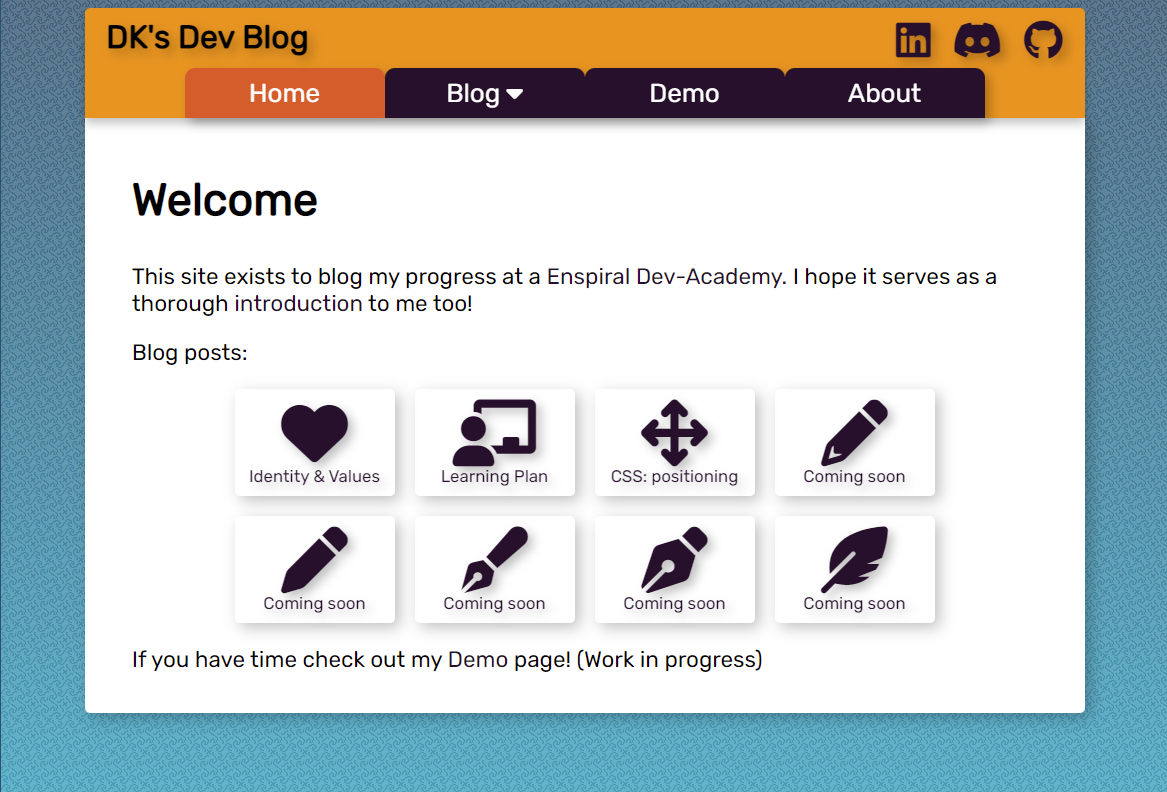 DK's Dev Blog
in
Home Blog Demo About
Welcome
This site exists to blog my progress at a Enspiral Dev-Academy. I hope it serves as a
thorough introduction to me too!
Blog posts:
Identity & Values Learning Plan CSS: positioning Coming soon
Coming soon Coming soon Coming soon Coming soon
If you have time check out my Demo page! (Work in progress)